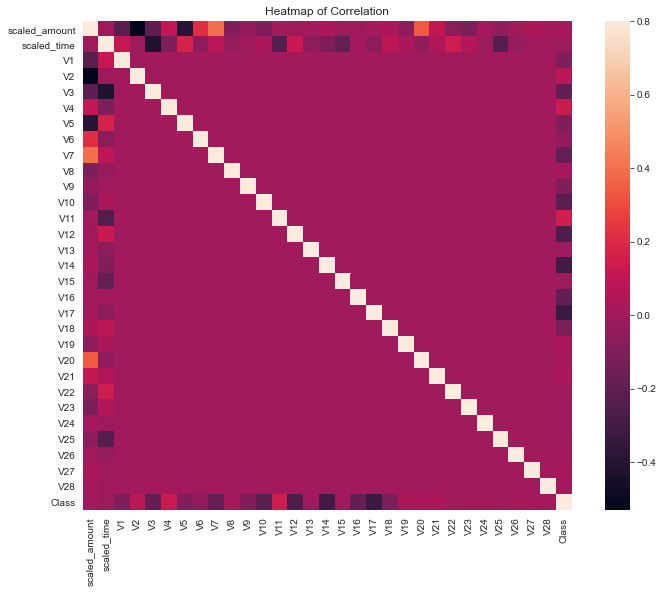 Heatmap of Correlation
scaled_amount
scaled_time
V1
V2
V3
V4
V5
V6
V7
V8
V9
V10
V11
V12
V13
V14
V15
V16
V17
V18
V19
V20
V21
V22
V23
V24
V25
V26
V27
V28
Class
scaled_amount
scaled_time
V1
V2
V3
V4
V5
V6
V7
V8
V9
V10
V11
V12
V13
V14
V15
V16
V17
V18
V19
V20
V21
V22
V23
V24
V25
V26
V27
V28
Class
0.8
0.6
0.4
0.2
0.0
−0.2
−0.4